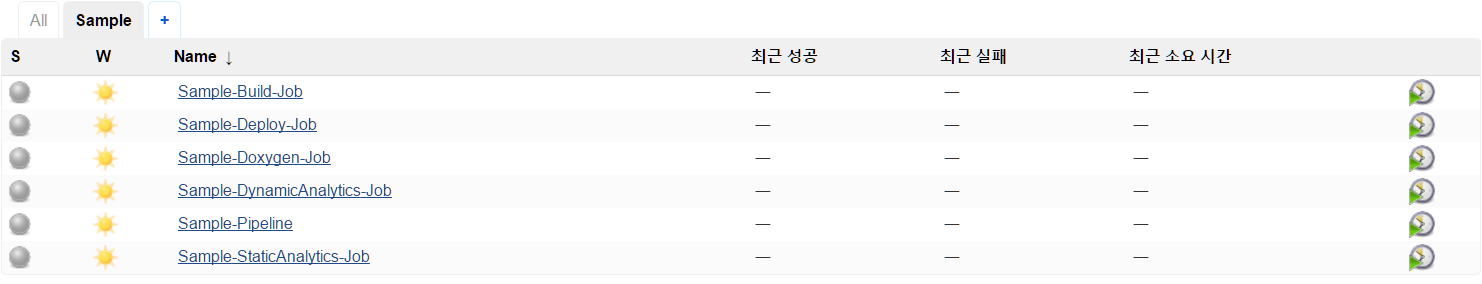 All Sample +
S W Name ↓ 최근 성공 최근 실패 최근 소요 시간
Sample-Build-Job — — —
Sample-Deploy-Job — — —
Sample-Doxygen-Job — — —
Sample-DynamicAnalytics-Job — — —
Sample-Pipeline — — —
Sample-StaticAnalytics-Job — — —